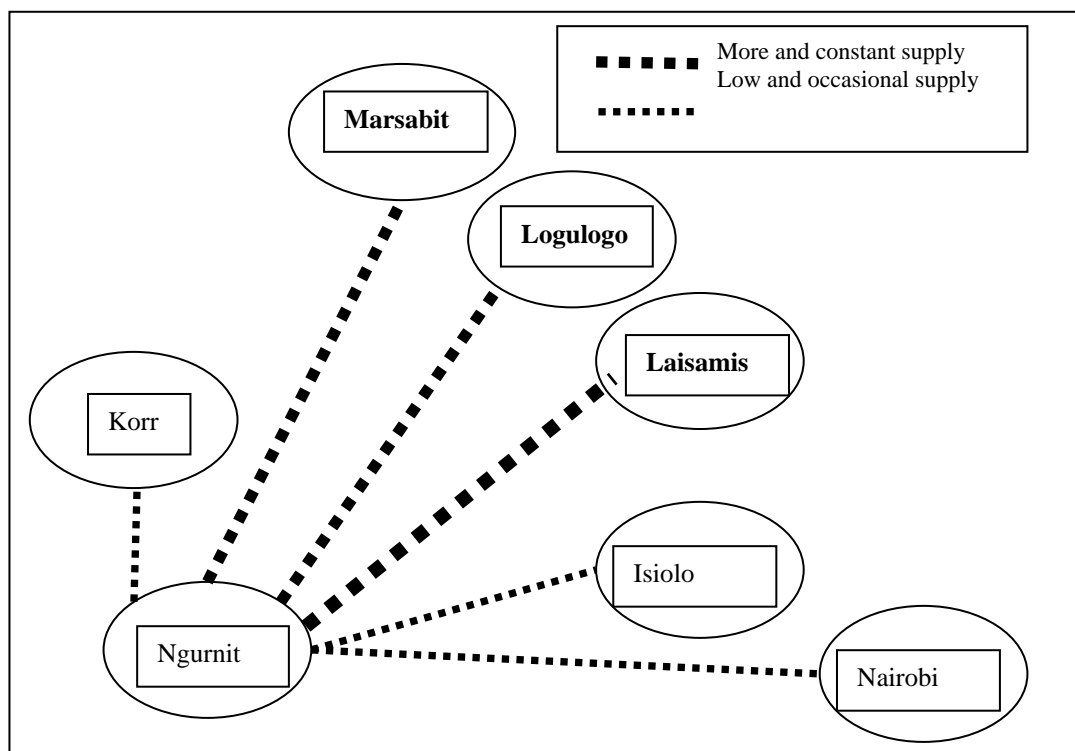 More and constant supply
Low and occasional supply
Marsabit
Logulogo
Laisamis
Korr
Isiolo
Ngurnit
Nairobi